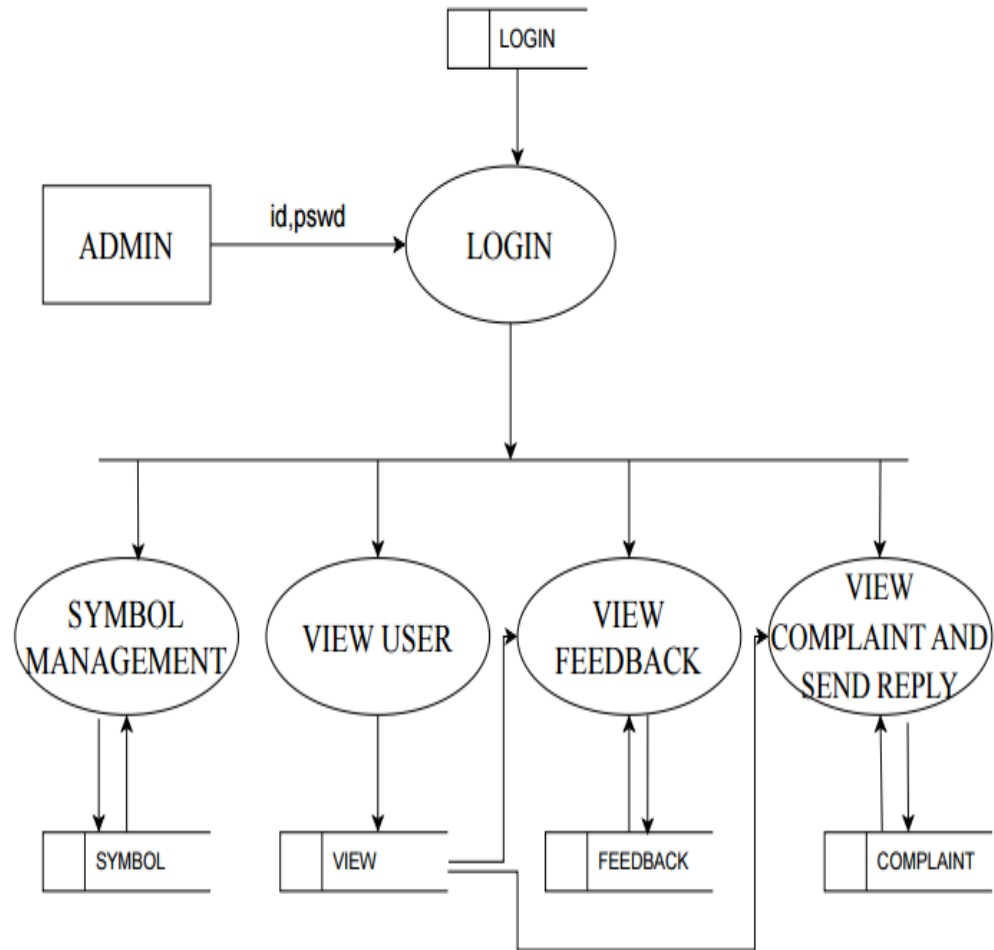 LOGIN
id,pswd
ADMIN
LOGIN
SYMBOL
MANAGEMENT
VIEW USER
VIEW
FEEDBACK
VIEW
COMPLAINT AND
SEND REPLY
SYMBOL
VIEW
FEEDBACK
COMPLAINT